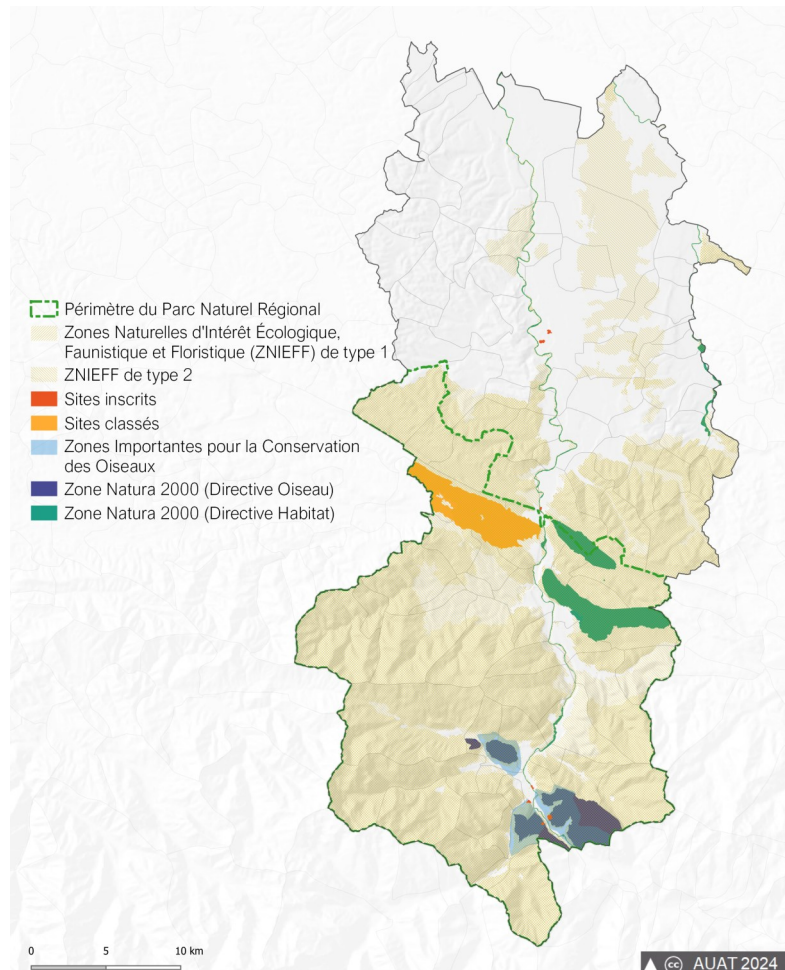 Périmètre du Parc Naturel Régional
Zones Naturelles d'Intérêt Écologique,
Faunistique et Floristique (ZNIEFF) de type 1
ZNIEFF de type 2
Sites inscrits
Sites classés
Zones Importantes pour la Conservation
des Oiseaux
Zone Natura 2000 (Directive Oiseau)
Zone Natura 2000 (Directive Habitat)
0 5 10 km
cc AUAT 2024